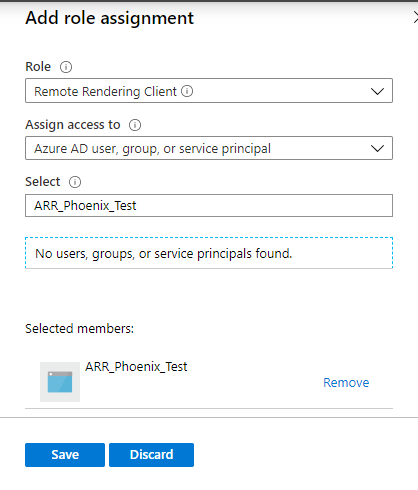 Add role assignment
Role
Remote Rendering Client
Assign access to
Azure AD user, group, or service principal
Select
ARR_Phoenix_Test
No users, groups, or service principals found.
Selected members:
ARR_Phoenix_Test
Remove
Save Discard